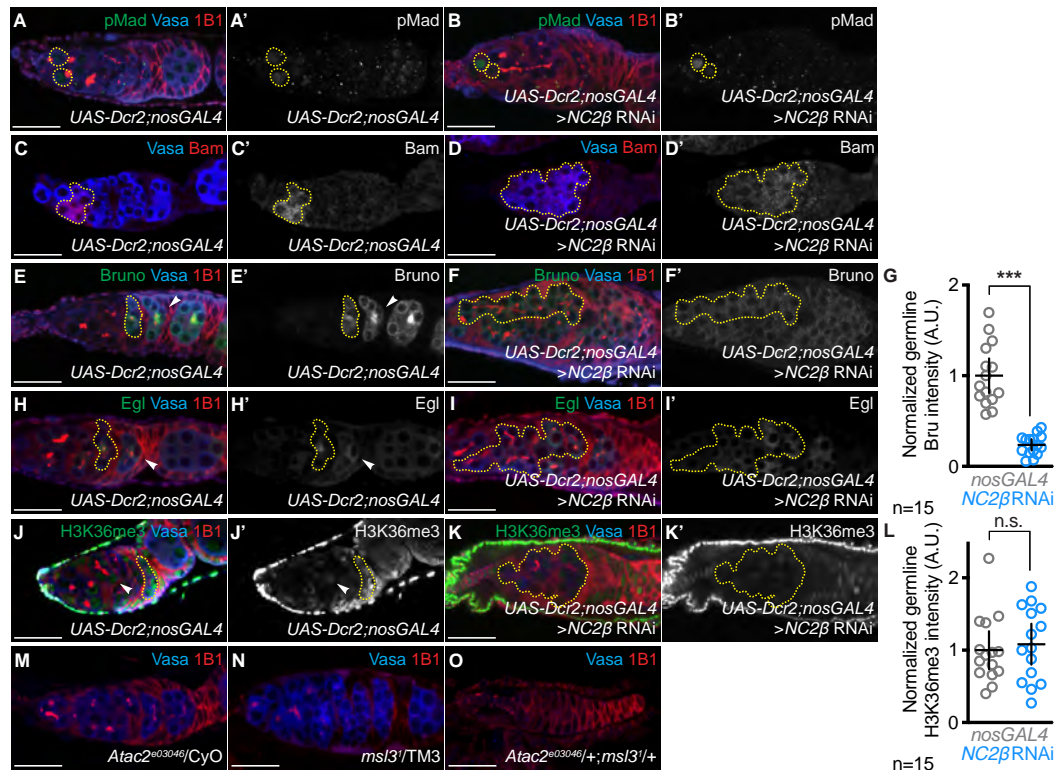 A pMad Vasa 1B1
UAS-Dcr2;nosGAL4
A' pMad
UAS-Dcr2;nosGAL4
B pMad Vasa 1B1
UAS-Dcr2;nosGAL4
>NC2β RNAi
B' pMad
UAS-Dcr2;nosGAL4
>NC2β RNAi
C Vasa Bam
UAS-Dcr2;nosGAL4
C' Bam
UAS-Dcr2;nosGAL4
D Vasa Bam
UAS-Dcr2;nosGAL4
>NC2β RNAi
D' Bam
UAS-Dcr2;nosGAL4
>NC2β RNAi
E Bruno Vasa 1B1
UAS-Dcr2;nosGAL4
E' Bruno
UAS-Dcr2;nosGAL4
F Bruno Vasa 1B1
UAS-Dcr2;nosGAL4
>NC2β RNAi
F' Bruno
UAS-Dcr2;nosGAL4
>NC2β RNAi
G
Normalized germline
Bru intensity (A.U.)
2
1
0
***
nosGAL4
NC2βRNAi
n=15
H Egl Vasa 1B1
UAS-Dcr2;nosGAL4
H' Egl
UAS-Dcr2;nosGAL4
I Egl Vasa 1B1
UAS-Dcr2;nosGAL4
>NC2β RNAi
I' Egl
UAS-Dcr2;nosGAL4
>NC2β RNAi
J H3K36me3 Vasa 1B1
UAS-Dcr2;nosGAL4
J' H3K36me3
UAS-Dcr2;nosGAL4
K H3K36me3 Vasa 1B1
UAS-Dcr2;nosGAL4
>NC2β RNAi
K' H3K36me3
UAS-Dcr2;nosGAL4
>NC2β RNAi
L
Normalized germline
H3K36me3 intensity (A.U.)
3
2
1
0
n.s.
nosGAL4
NC2βRNAi
n=15
M Vasa 1B1
Atac2e03046/CyO
N Vasa 1B1
msl31/TM3
O Vasa 1B1
Atac2e03046/+;msl31/+